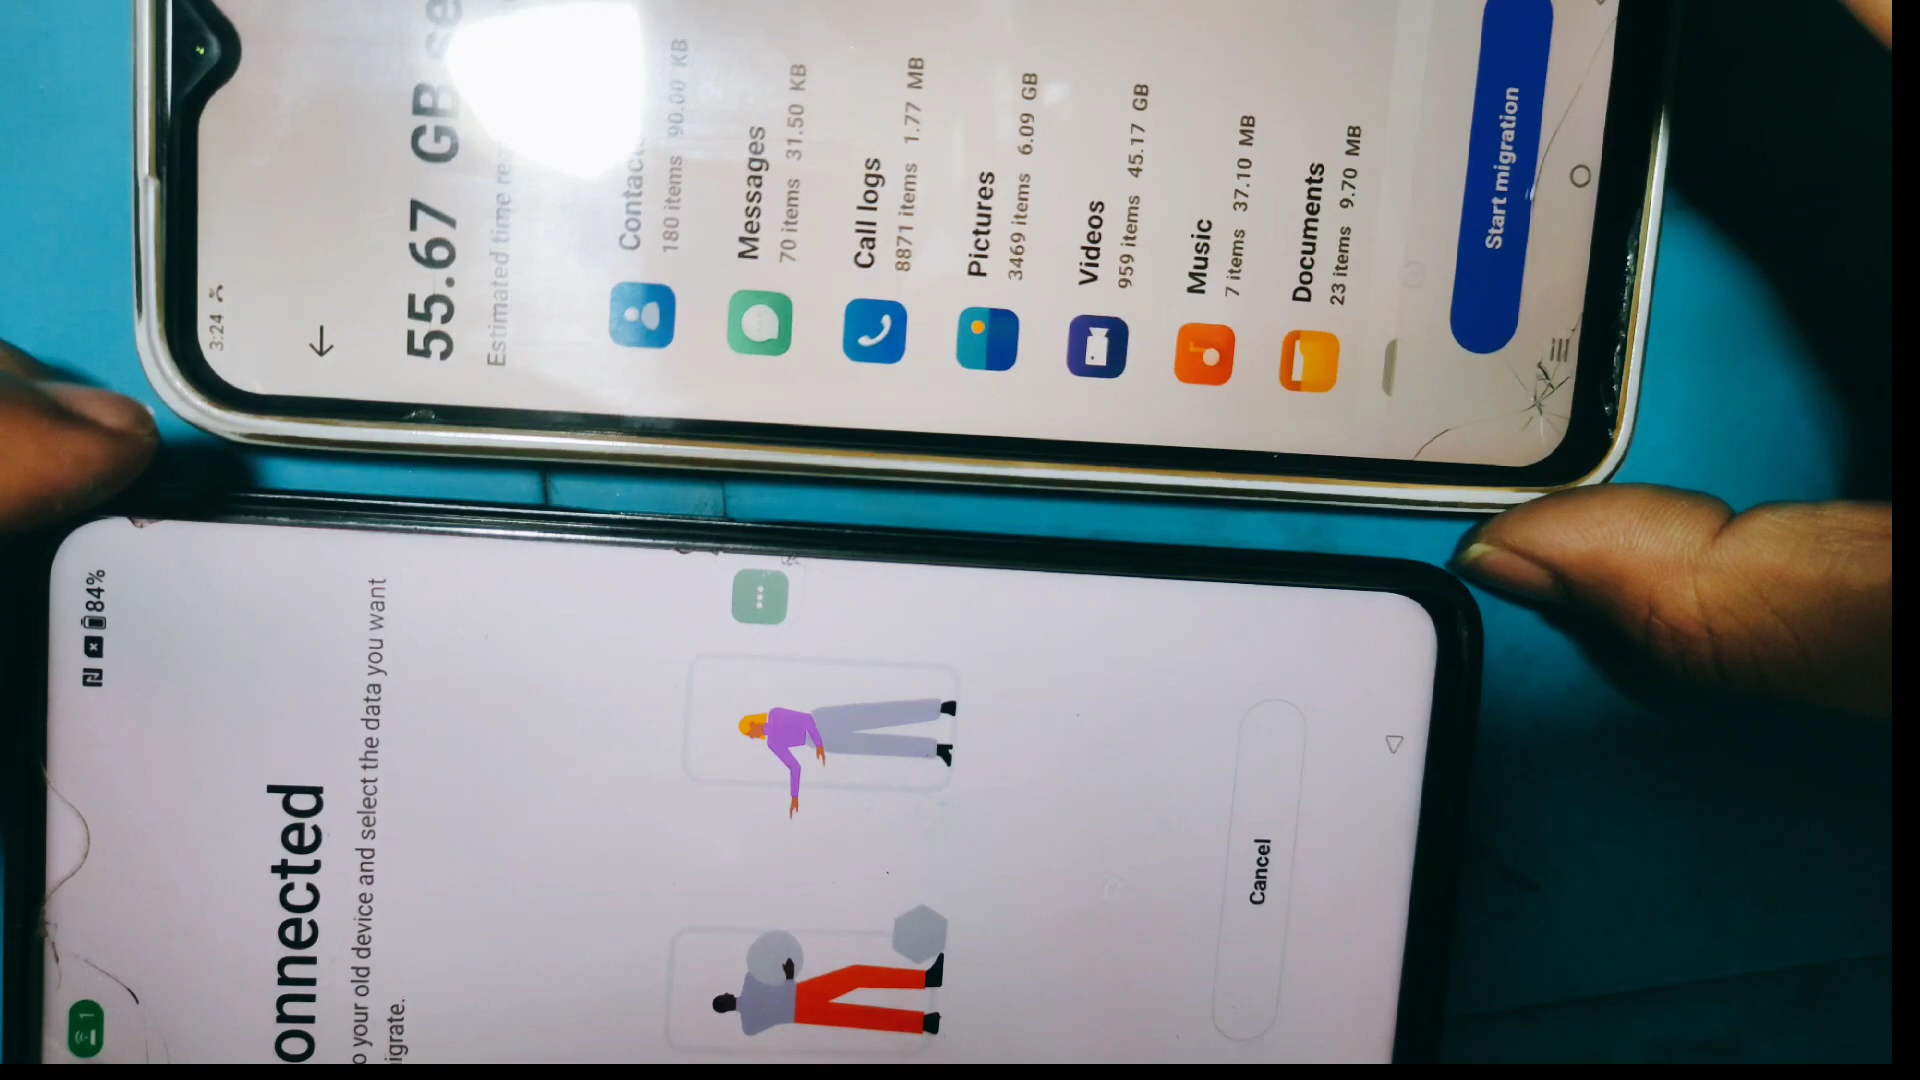 3:24
55.67 GB se
Estimated time re
Contac
180 items 90.00 KB
Messages
70 items 31.50 KB
Call logs
8871 items 1.77 MB
Pictures
3469 items 6.09 GB
Videos
959 items 45.17 GB
Music
7 items 37.10 MB
Documents
23 items 9.70 MB
Start migration
1
84%
onnected
o your old device and select the data you want
igrate.
Cancel